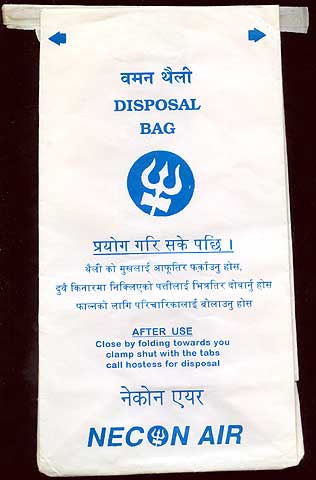 वमन थैली
DISPOSAL
BAG
प्रयोग गरि सके पछि ।
थैली को मुखलाई आफूतिर फर्काउनु होस,
दुवै किनारमा निक्लिएको पत्तीलाई भित्रतिर दोबार्नु होस
फाल्नको लागि परिचारिकालाई बोलाउनु होस
AFTER USE
Close by folding towards you
clamp shut with the tabs
call hostess for disposal
नेकोन एयर
NECON AIR